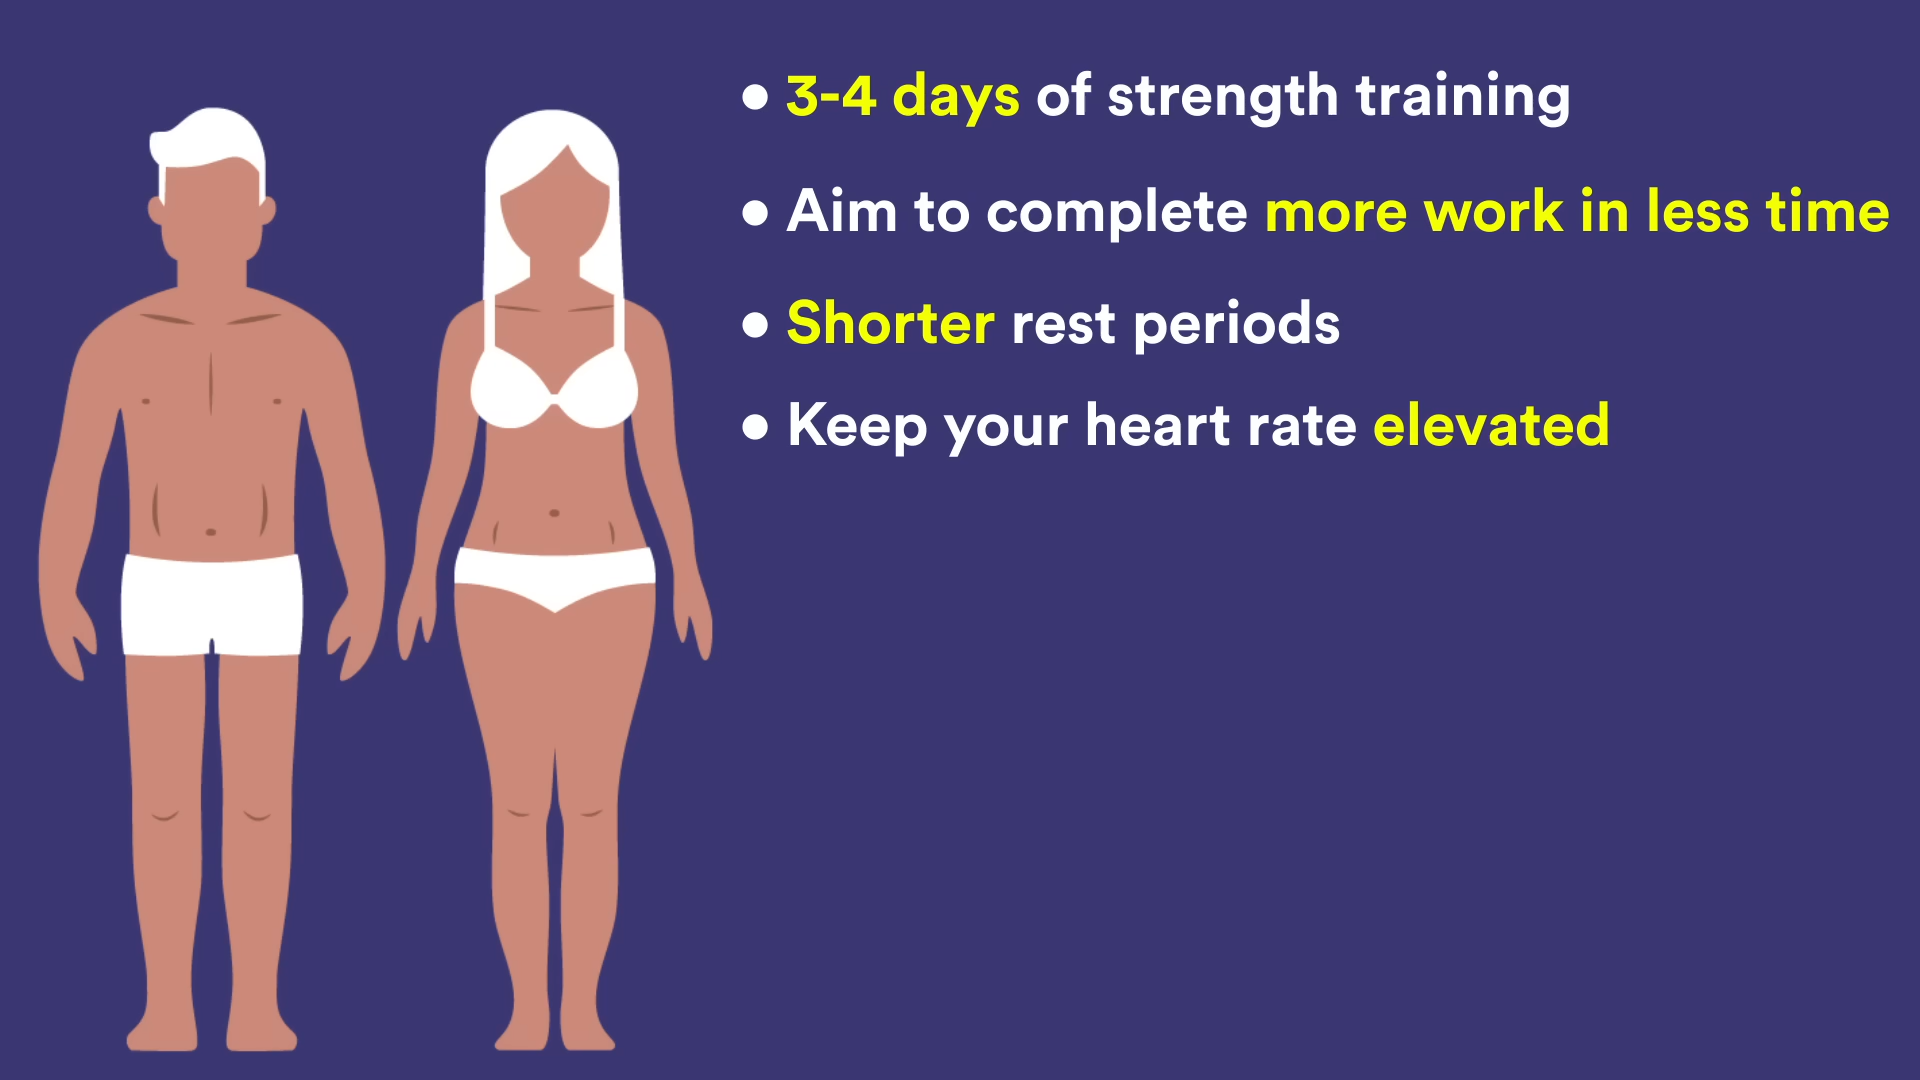 • 3-4 days of strength training
• Aim to complete more work in less time
• Shorter rest periods
• Keep your heart rate elevated